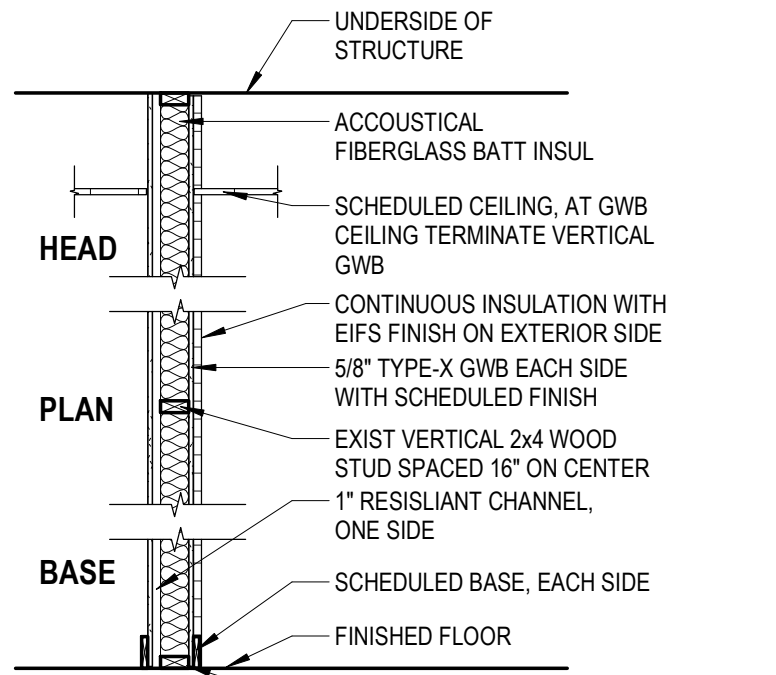 UNDERSIDE OF
STRUCTURE
ACCOUSTICAL
FIBERGLASS BATT INSUL
SCHEDULED CEILING, AT GWB
CEILING TERMINATE VERTICAL
GWB
HEAD
CONTINUOUS INSULATION WITH
EIFS FINISH ON EXTERIOR SIDE
5/8" TYPE-X GWB EACH SIDE
WITH SCHEDULED FINISH
PLAN
EXIST VERTICAL 2x4 WOOD
STUD SPACED 16" ON CENTER
1" RESISLIANT CHANNEL,
ONE SIDE
BASE
SCHEDULED BASE, EACH SIDE
FINISHED FLOOR